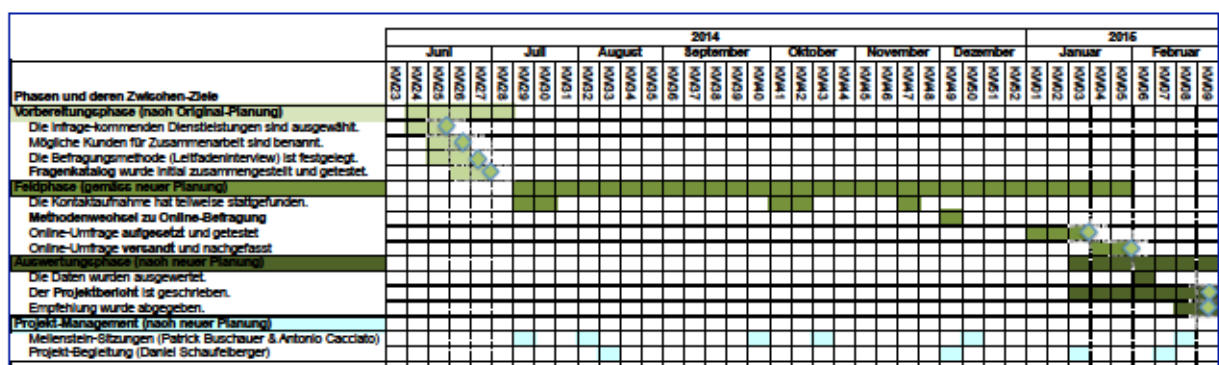 2014 2015
Juni Juli August September Oktober November Dezember Januar Februar
Phasen und deren Zwischen-Ziele KW23 KW24 KW25 KW26 KW27 KW28 KW29 KW30 KW31 KW32 KW33 KW34 KW35 KW36 KW37 KW38 KW39 KW40 KW41 KW42 KW43 KW44 KW45 KW46 KW47 KW48 KW49 KW50 KW51 KW52 KW01 KW02 KW03 KW04 KW05 KW06 KW07 KW08 KW09
Vorbereitungsphase (nach Original-Planung)
Die infrage-kommenden Dienstleistungen sind ausgewählt.
Mögliche Kunden für Zusammenarbeit sind benannt.
Die Befragungsmethode (Leitfadeninterview) ist festgelegt.
Fragenkatalog wurde initial zusammengestellt und getestet.
Feldphase (gemäss neuer Planung)
Die Kontaktaufnahme hat teilweise stattgefunden.
Methodenwechsel zu Online-Befragung
Online-Umfrage aufgesetzt und getestet
Online-Umfrage versandt und nachgefasst
Auswertungsphase (nach neuer Planung)
Die Daten wurden ausgewertet.
Der Projektbericht ist geschrieben.
Empfehlung wurde abgegeben.
Projekt-Management (nach neuer Planung)
Meilenstein-Sitzungen (Patrick Buschauer & Antonio Cacciato)
Projekt-Begleitung (Daniel Schaufelberger)